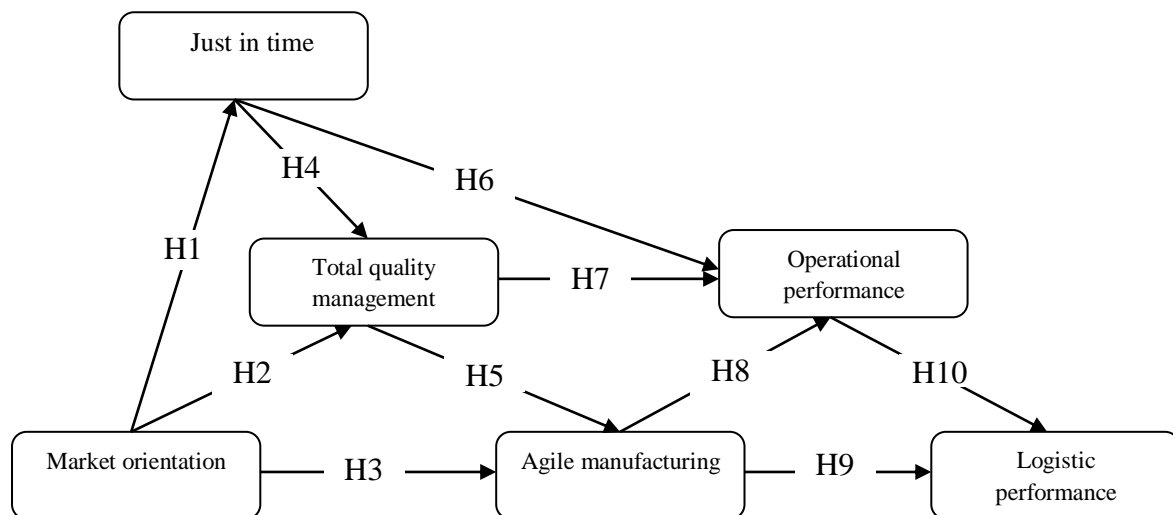 Just in time
H4
H6
H1
Total quality
management
H7
Operational
performance
H2
H5
H8
H10
Market orientation
H3
Agile manufacturing
H9
Logistic
performance